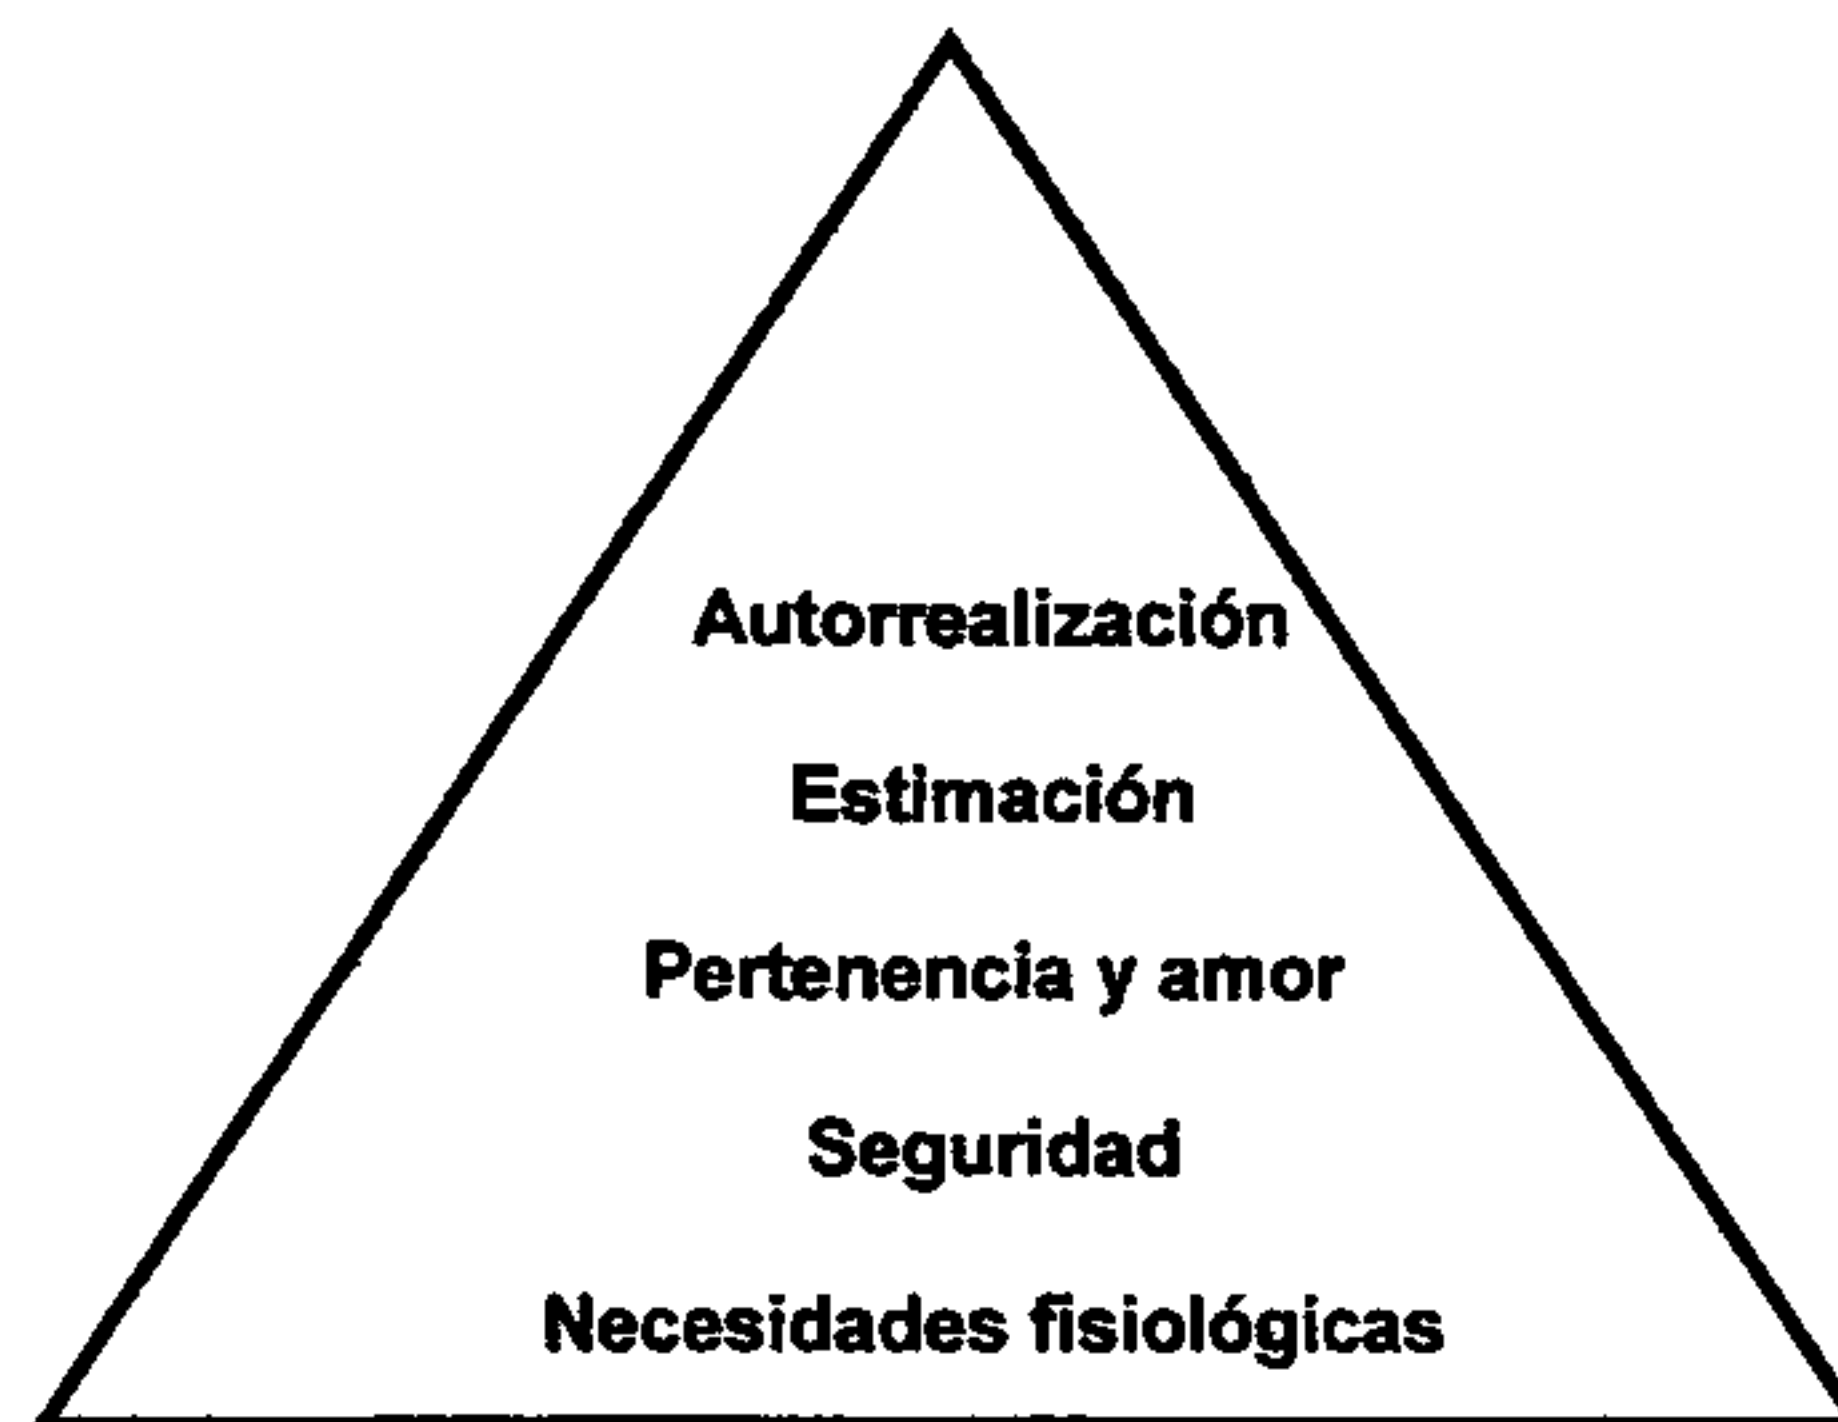 Autorrealización
Estimación
Pertenencia y amor
Seguridad
Necesidades fisiológicas